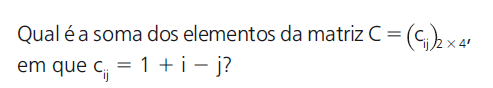 Qual é a soma dos elementos da matriz C = (cᵢⱼ)₂ ₓ ₄,
em que cᵢⱼ = 1 + i – j?